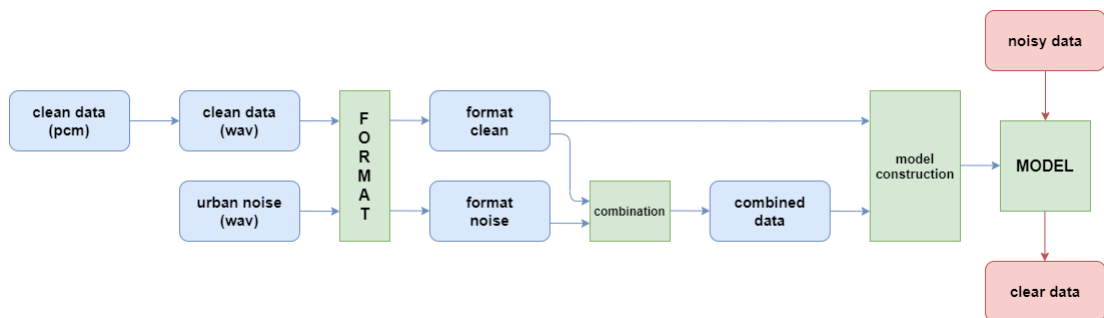 noisy data
clean data
(pcm)
clean data
(wav)
FORMAT
format
clean
model
construction
MODEL
urban noise
(wav)
format
noise
combination
combined
data
clear data